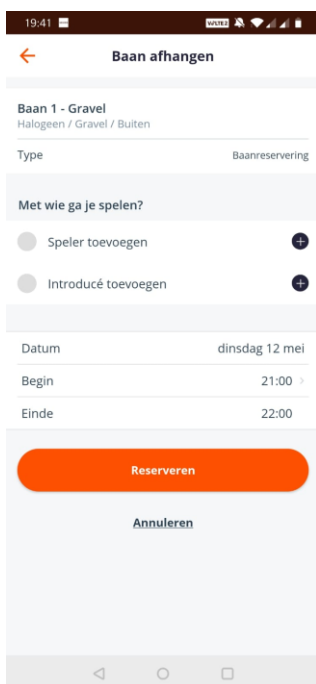 19:41
Baan afhangen
Baan 1 - Gravel
Halogeen / Gravel / Buiten
Type Baanreservering
Met wie ga je spelen?
Speler toevoegen
Introducé toevoegen
Datum dinsdag 12 mei
Begin 21:00
Einde 22:00
Reserveren
Annuleren